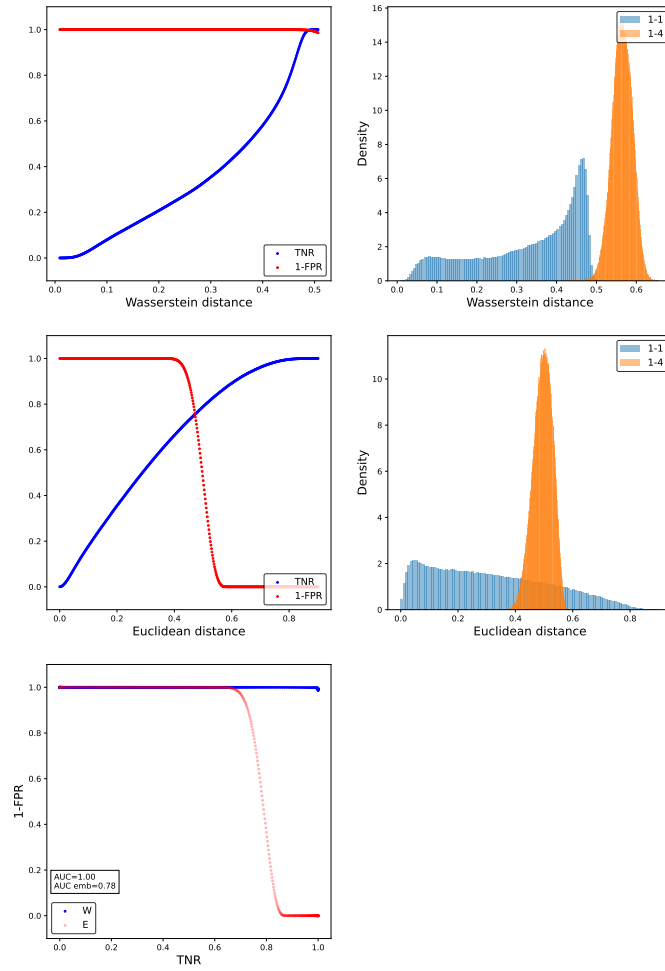 1.0
0.8
0.6
0.4
0.2
0.0
TNR
1-FPR
0.0 0.1 0.2 0.3 0.4 0.5
Wasserstein distance
16
14
12
10
8
6
4
2
0
Density
1-1
1-4
0.0 0.1 0.2 0.3 0.4 0.5 0.6
Wasserstein distance
1.0
0.8
0.6
0.4
0.2
0.0
TNR
1-FPR
0.0 0.2 0.4 0.6 0.8
Euclidean distance
10
8
6
4
2
0
Density
1-1
1-4
0.0 0.2 0.4 0.6 0.8
Euclidean distance
1-FPR
1.0
0.8
0.6
0.4
0.2
0.0
AUC=1.00
AUC emb=0.78
W
E
0.0 0.2 0.4 0.6 0.8 1.0
TNR